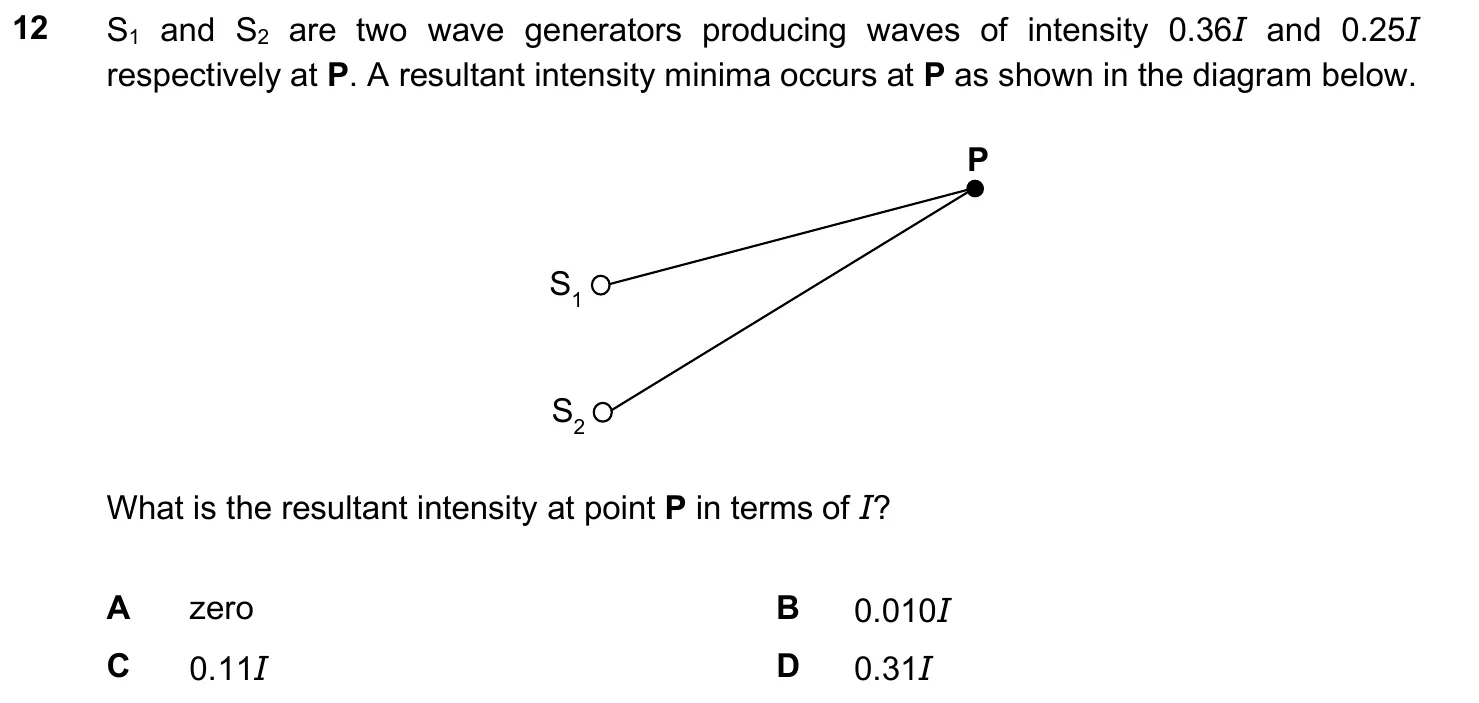 12 S₁ and S₂ are two wave generators producing waves of intensity 0.36I and 0.25I
respectively at P. A resultant intensity minima occurs at P as shown in the diagram below.
P
S₁
S₂
What is the resultant intensity at point P in terms of I?
A zero B 0.010I
C 0.11I D 0.31I